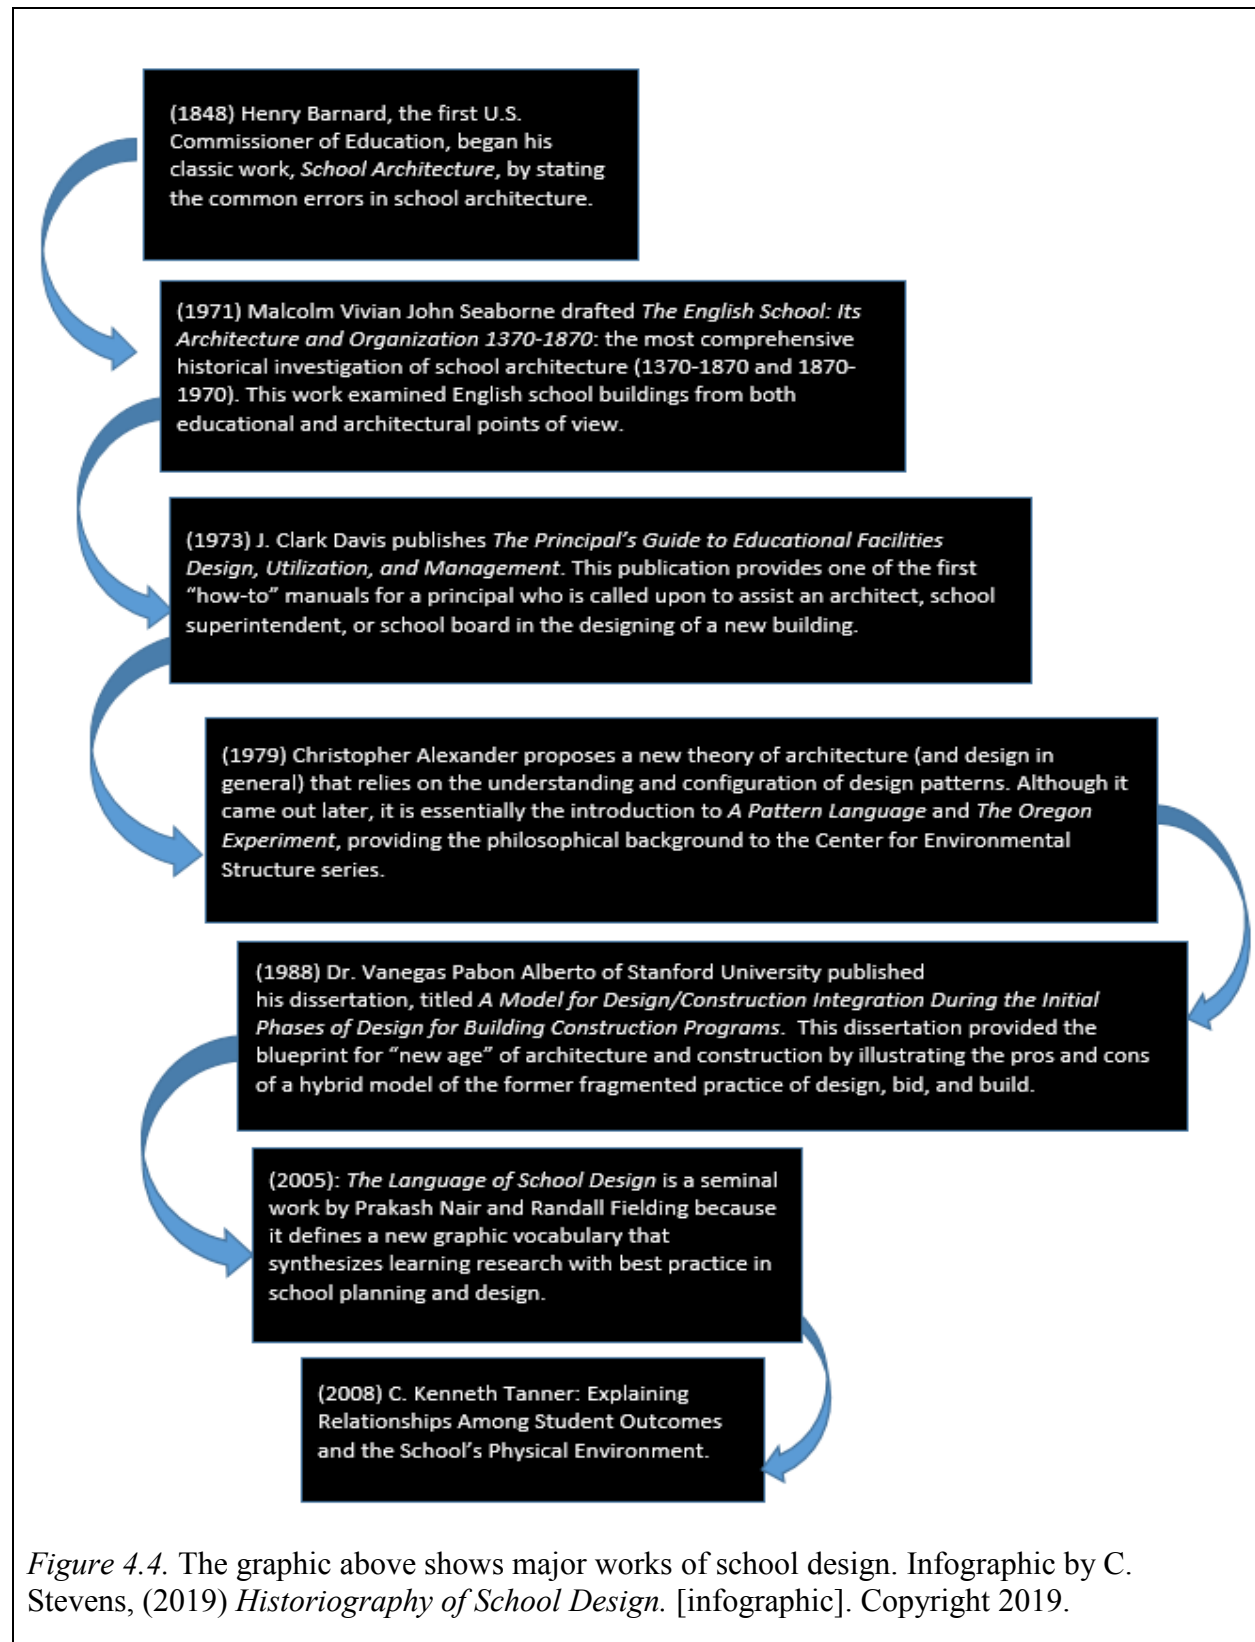 (1848) Henry Barnard, the first U.S.
Commissioner of Education, began his
classic work, School Architecture, by stating
the common errors in school architecture.
(1971) Malcolm Vivian John Seaborne drafted The English School: Its
Architecture and Organization 1370-1870: the most comprehensive
historical investigation of school architecture (1370-1870 and 1870-
1970). This work examined English school buildings from both
educational and architectural points of view.
(1973) J. Clark Davis publishes The Principal's Guide to Educational Facilities
Design, Utilization, and Management. This publication provides one of the first
“how-to” manuals for a principal who is called upon to assist an architect, school
superintendent, or school board in the designing of a new building.
(1979) Christopher Alexander proposes a new theory of architecture (and design in
general) that relies on the understanding and configuration of design patterns. Although it
came out later, it is essentially the introduction to A Pattern Language and The Oregon
Experiment, providing the philosophical background to the Center for Environmental
Structure series.
(1988) Dr. Vanegas Pabon Alberto of Stanford University published
his dissertation, titled A Model for Design/Construction Integration During the Initial
Phases of Design for Building Construction Programs.  This dissertation provided the
blueprint for “new age” of architecture and construction by illustrating the pros and cons
of a hybrid model of the former fragmented practice of design, bid, and build.
(2005): The Language of School Design is a seminal
work by Prakash Nair and Randall Fielding because
it defines a new graphic vocabulary that
synthesizes learning research with best practice in
school planning and design.
(2008) C. Kenneth Tanner: Explaining
Relationships Among Student Outcomes
and the School's Physical Environment.
Figure 4.4. The graphic above shows major works of school design. Infographic by C.
Stevens, (2019) Historiography of School Design. [infographic]. Copyright 2019.